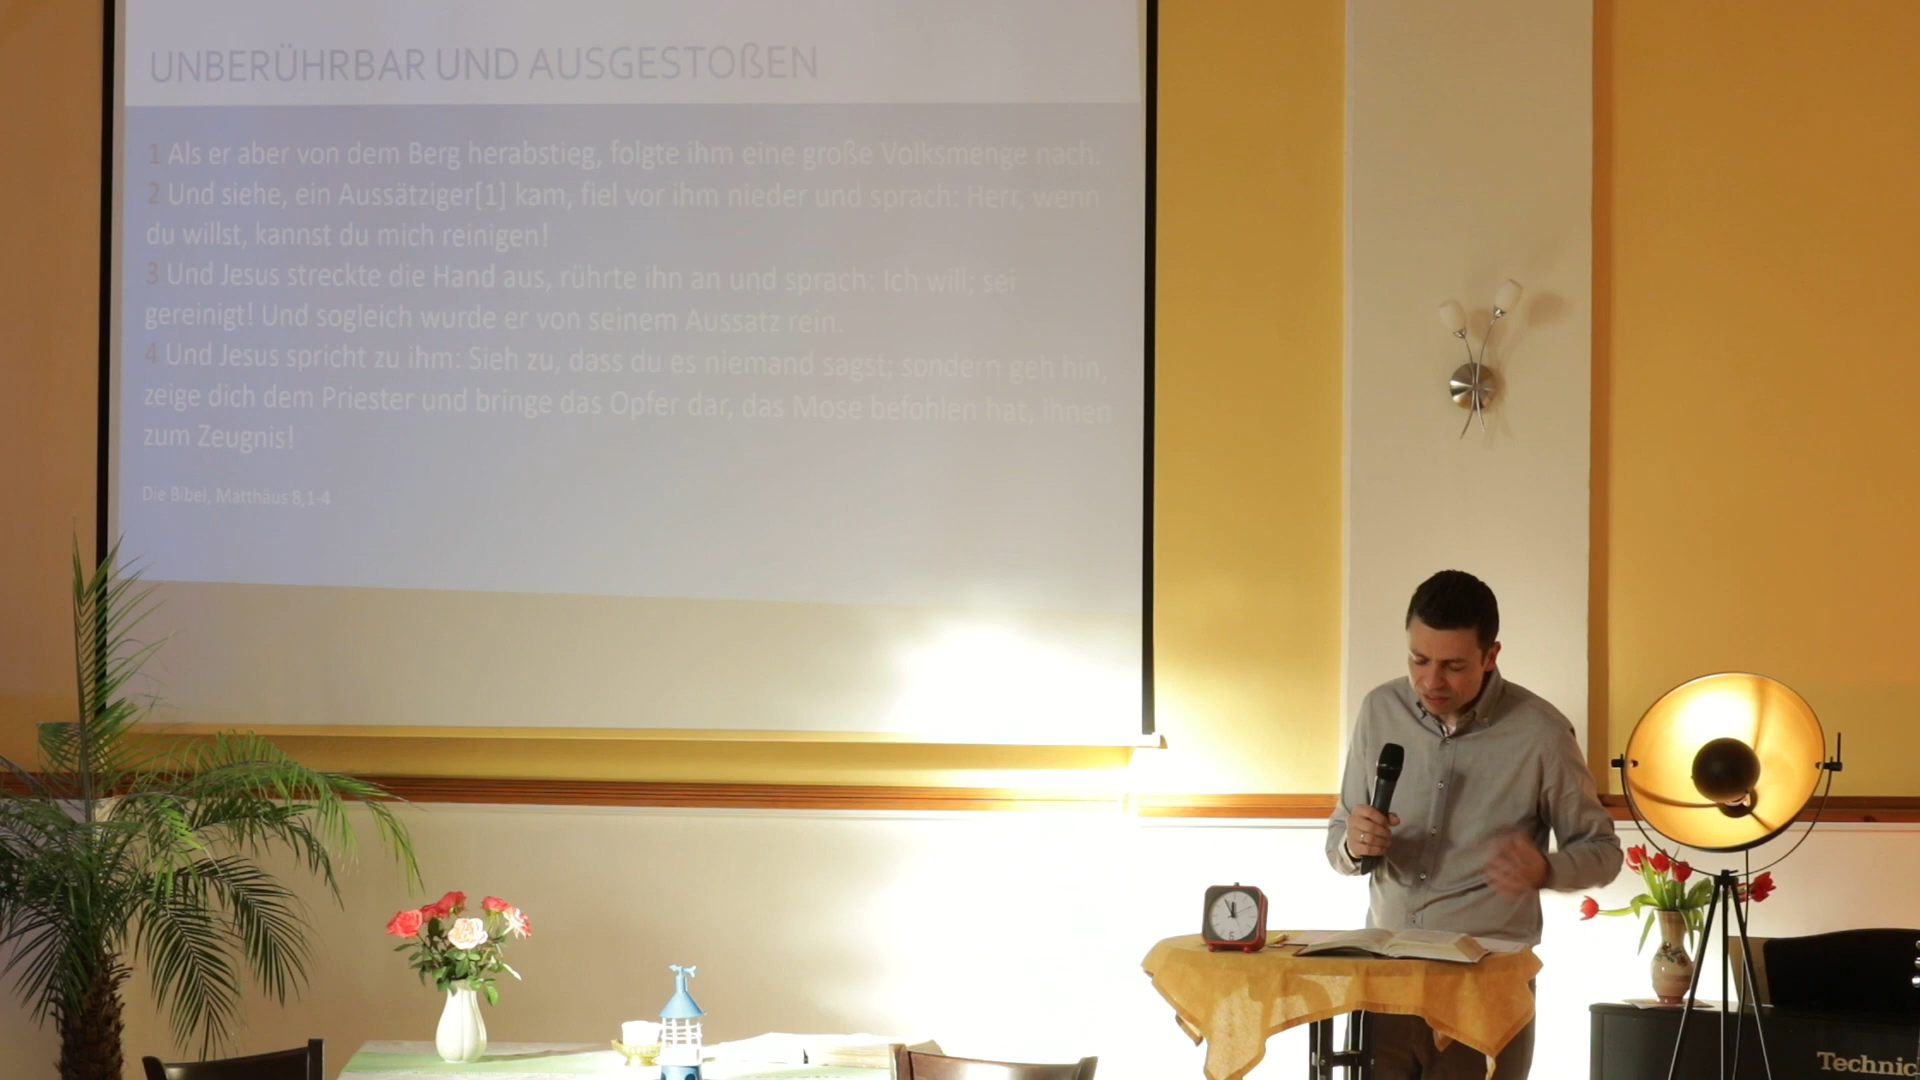 UNBERÜHRBAR UND AUSGESTOßEN
1 Als er aber von dem Berg herabstieg, folgte ihm eine große Volksmenge nach.
2 Und siehe, ein Aussätziger[1] kam, fiel vor ihm nieder und sprach: Herr, wenn
du willst, kannst du mich reinigen!
3 Und Jesus streckte die Hand aus, rührte ihn an und sprach: Ich will; sei
gereinigt! Und sogleich wurde er von seinem Aussatz rein.
4 Und Jesus spricht zu ihm: Sieh zu, dass du es niemand sagst; sondern geh hin,
zeige dich dem Priester und bringe das Opfer dar, das Mose befohlen hat, ihnen
zum Zeugnis!
Die Bibel, Matthäus 8,1-4
Technic